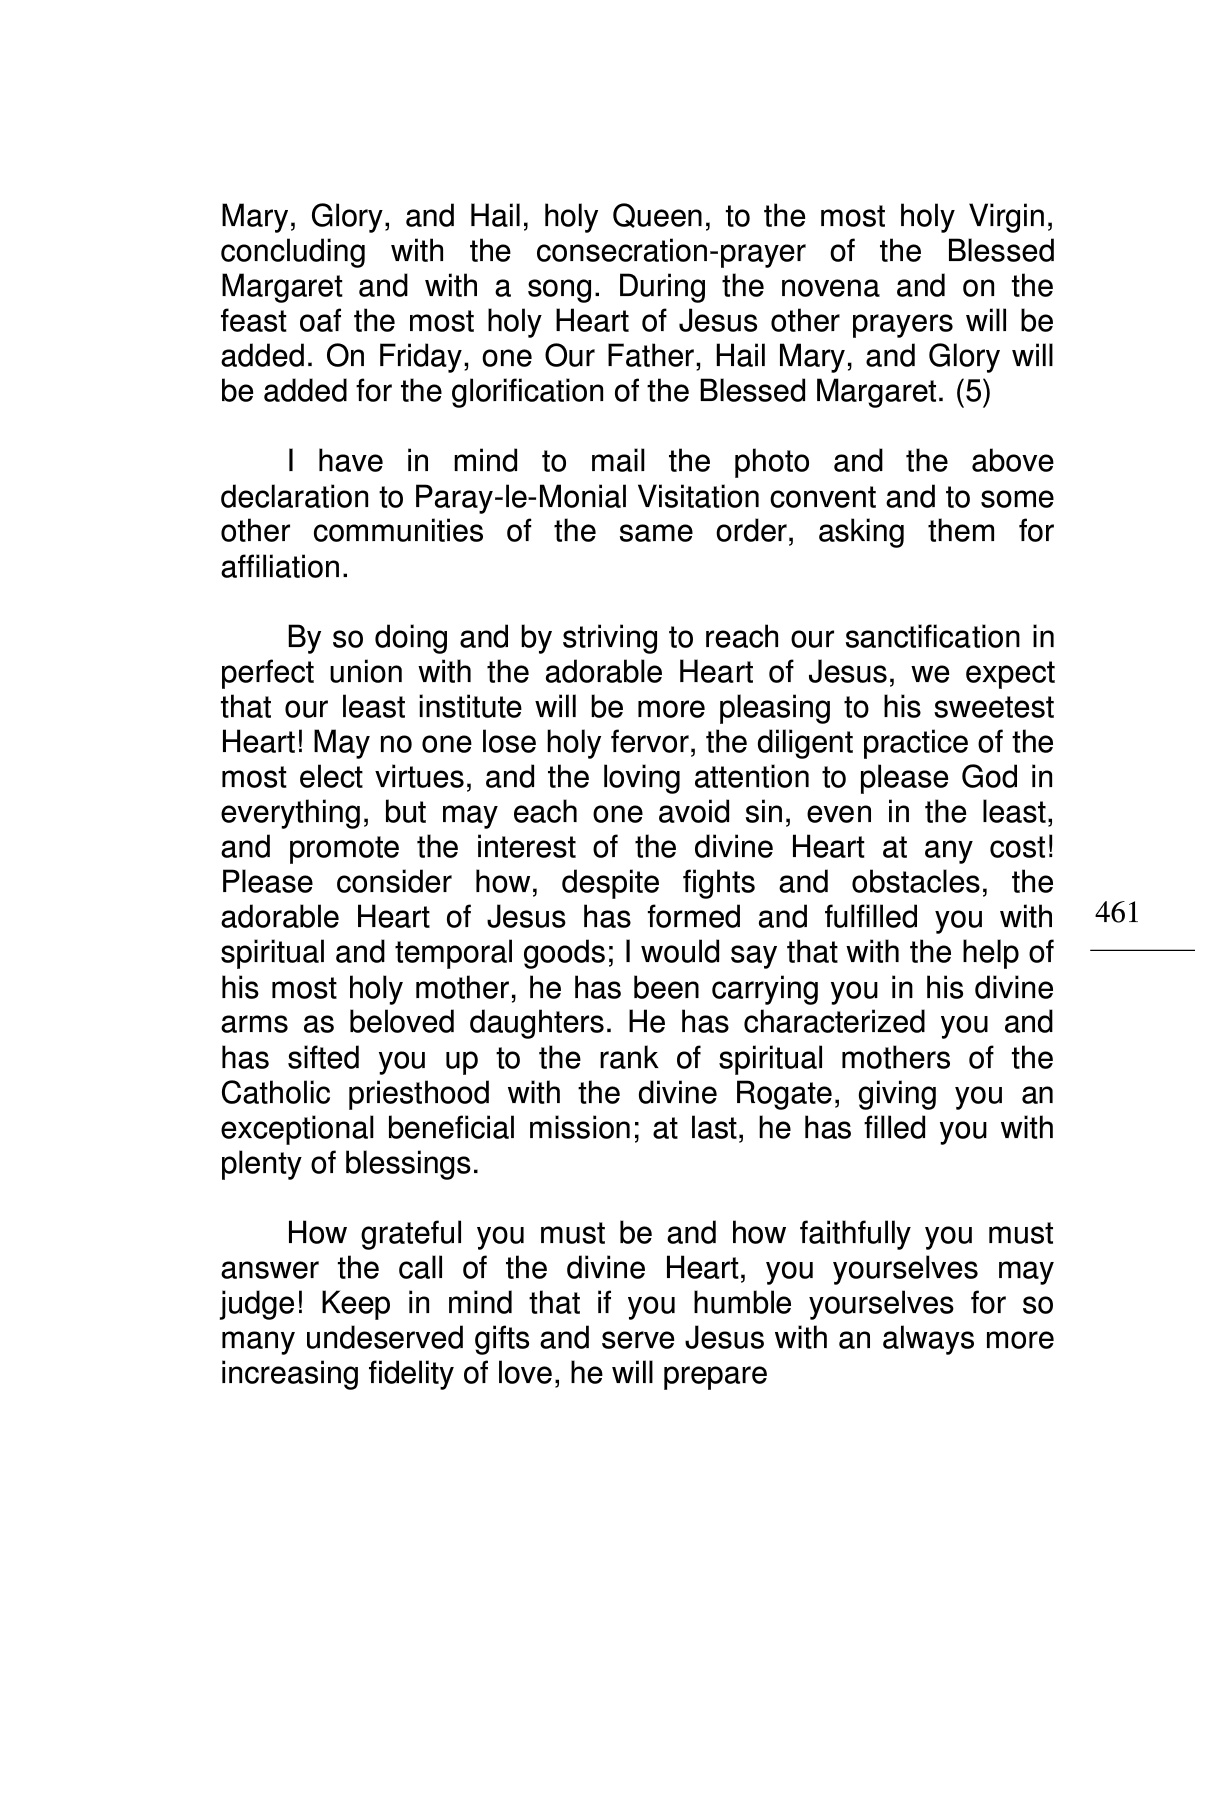 Mary, Glory, and Hail, holy Queen, to the most holy Virgin,
concluding with the consecration-prayer of the Blessed
Margaret and with a song. During the novena and on the
feast oaf the most holy Heart of Jesus other prayers will be
added. On Friday, one Our Father, Hail Mary, and Glory will
be added for the glorification of the Blessed Margaret. (5)
I have in mind to mail the photo and the above
declaration to Paray-le-Monial Visitation convent and to some
other communities of the same order, asking them for
affiliation.
By so doing and by striving to reach our sanctification in
perfect union with the adorable Heart of Jesus, we expect
that our least institute will be more pleasing to his sweetest
Heart! May no one lose holy fervor, the diligent practice of the
most elect virtues, and the loving attention to please God in
everything, but may each one avoid sin, even in the least,
and promote the interest of the divine Heart at any cost!
Please consider how, despite fights and obstacles, the
adorable Heart of Jesus has formed and fulfilled you with
spiritual and temporal goods; I would say that with the help of
his most holy mother, he has been carrying you in his divine
arms as beloved daughters. He has characterized you and
has sifted you up to the rank of spiritual mothers of the
Catholic priesthood with the divine Rogate, giving you an
exceptional beneficial mission; at last, he has filled you with
plenty of blessings.
How grateful you must be and how faithfully you must
answer the call of the divine Heart, you yourselves may
judge! Keep in mind that if you humble yourselves for so
many undeserved gifts and serve Jesus with an always more
increasing fidelity of love, he will prepare
461